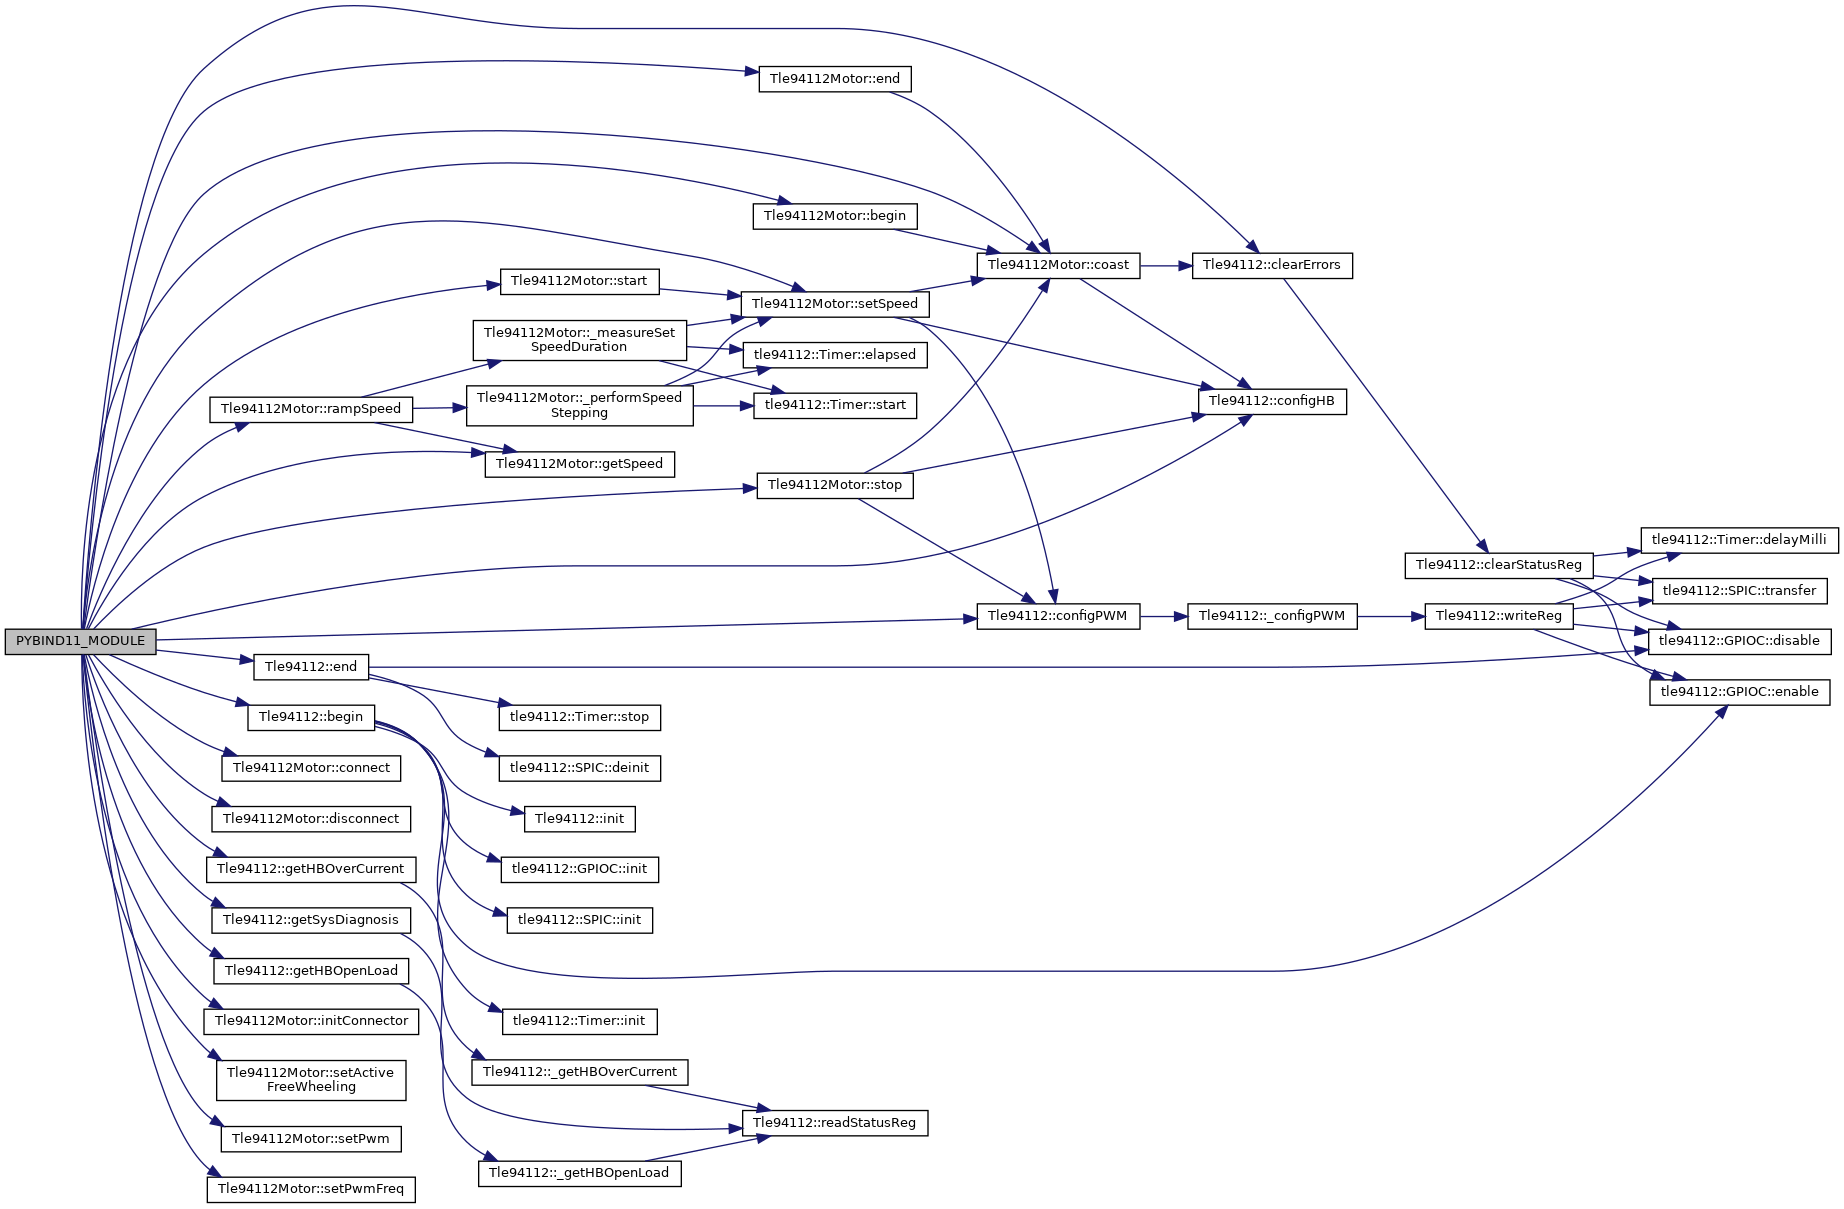 PYBIND11_MODULE
Tle94112Motor::end
Tle94112Motor::begin
Tle94112Motor::coast
Tle94112::clearErrors
Tle94112Motor::start
Tle94112Motor::setSpeed
Tle94112Motor::_measureSet
SpeedDuration
tle94112::Timer::elapsed
Tle94112Motor::rampSpeed
Tle94112Motor::_performSpeed
Stepping
tle94112::Timer::start
Tle94112::configHB
Tle94112Motor::getSpeed
Tle94112Motor::stop
tle94112::Timer::delayMilli
Tle94112::clearStatusReg
tle94112::SPIC::transfer
Tle94112::configPWM
Tle94112::_configPWM
Tle94112::writeReg
tle94112::GPIOC::disable
Tle94112::end
tle94112::GPIOC::enable
Tle94112::begin
tle94112::Timer::stop
Tle94112Motor::connect
tle94112::SPIC::deinit
Tle94112Motor::disconnect
Tle94112::init
Tle94112::getHBOverCurrent
tle94112::GPIOC::init
Tle94112::getSysDiagnosis
tle94112::SPIC::init
Tle94112::getHBOpenLoad
Tle94112Motor::initConnector
tle94112::Timer::init
Tle94112Motor::setActive
FreeWheeling
Tle94112::_getHBOverCurrent
Tle94112::readStatusReg
Tle94112Motor::setPwm
Tle94112::_getHBOpenLoad
Tle94112Motor::setPwmFreq